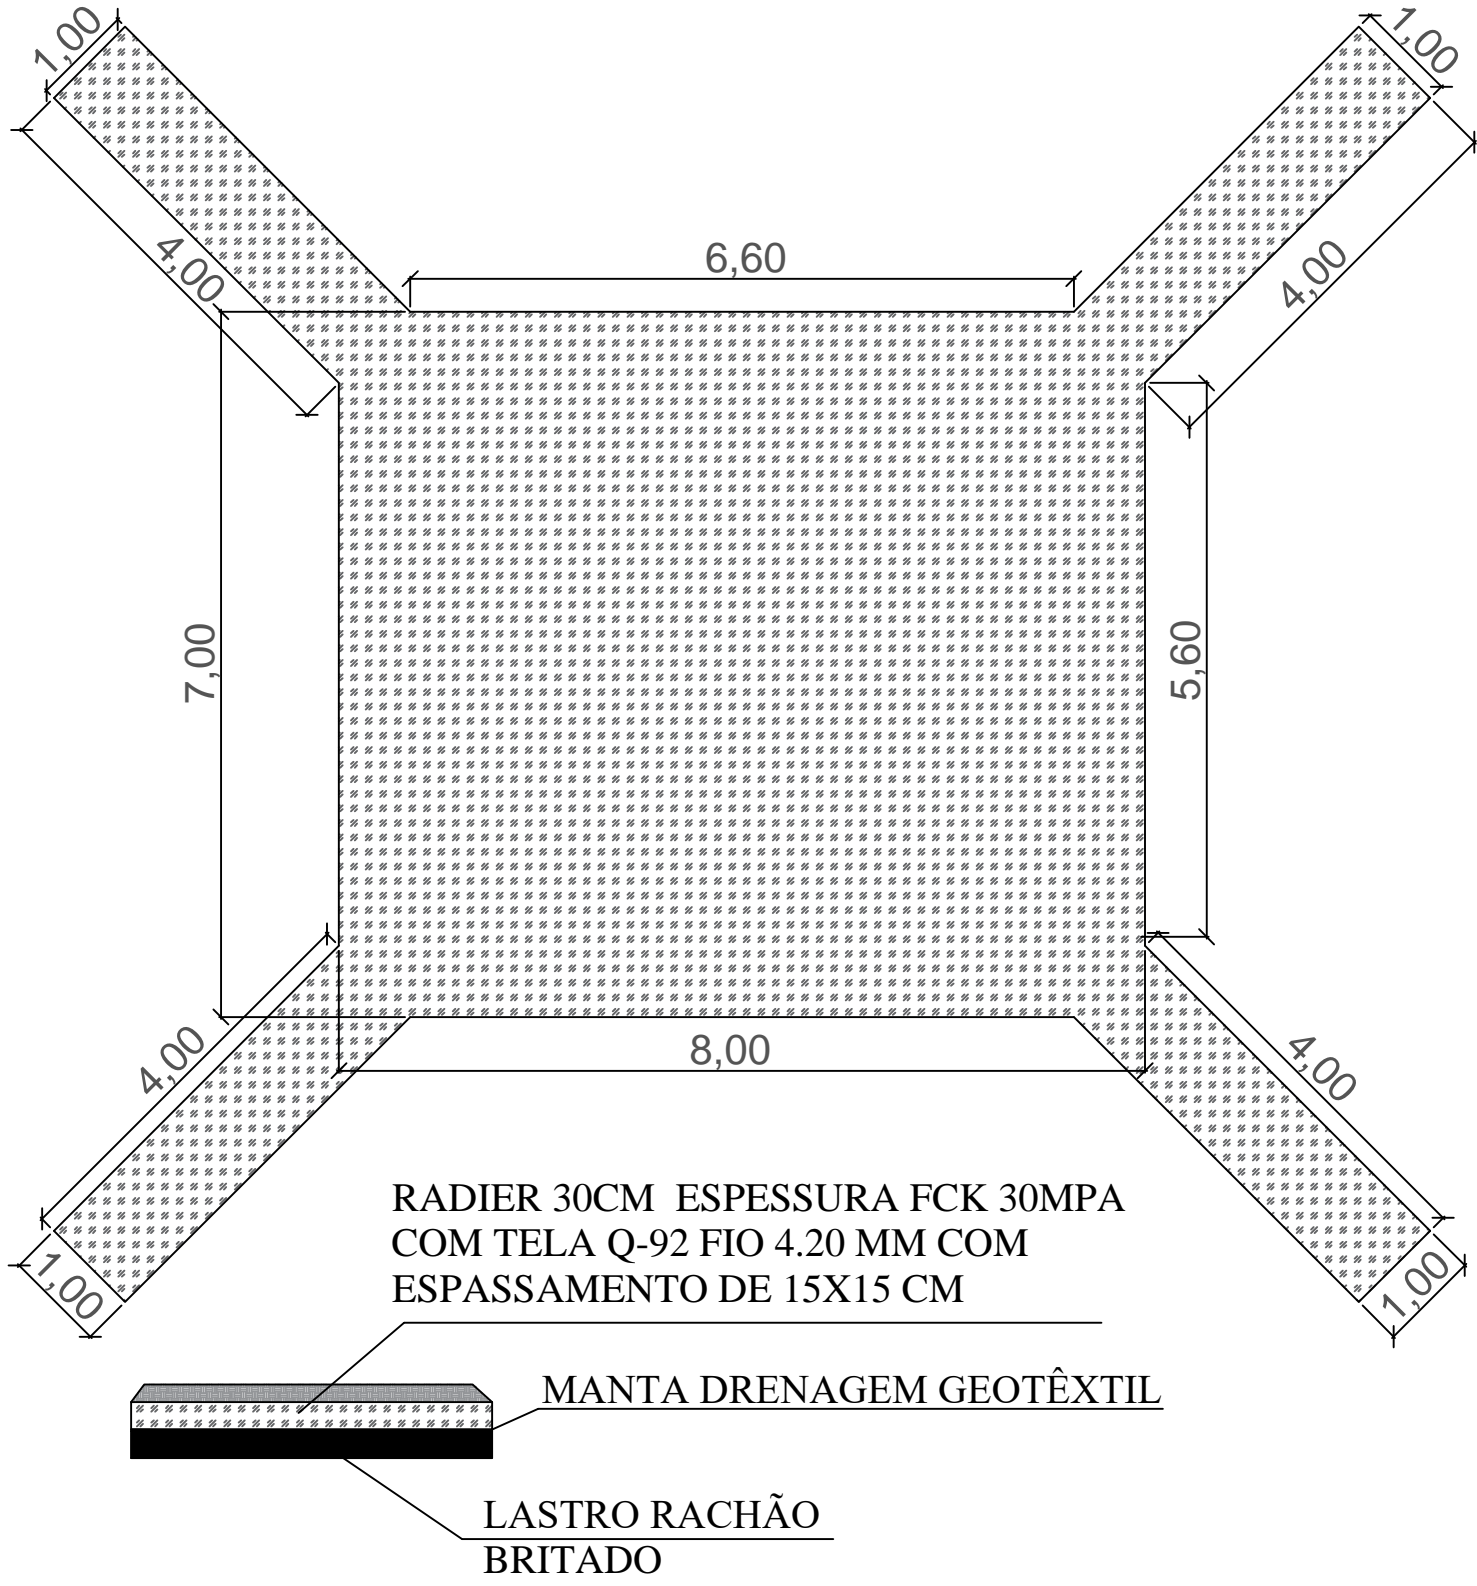 1,00
1,00
4,00
6,60
4,00
7,00
5,60
4,00
8,00
4,00
1,00
1,00
RADIER 30CM ESPESSURA FCK 30MPA
COM TELA Q-92 FIO 4.20 MM COM
ESPASSAMENTO DE 15X15 CM
MANTA DRENAGEM GEOTÊXTIL
LASTRO RACHÃO
BRITADO